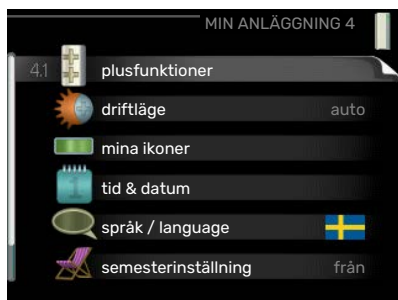 MIN ANLÄGGNING 4
4.1 plusfunktioner
driftläge auto
mina ikoner
tid & datum
språk / language
semesterinställning från